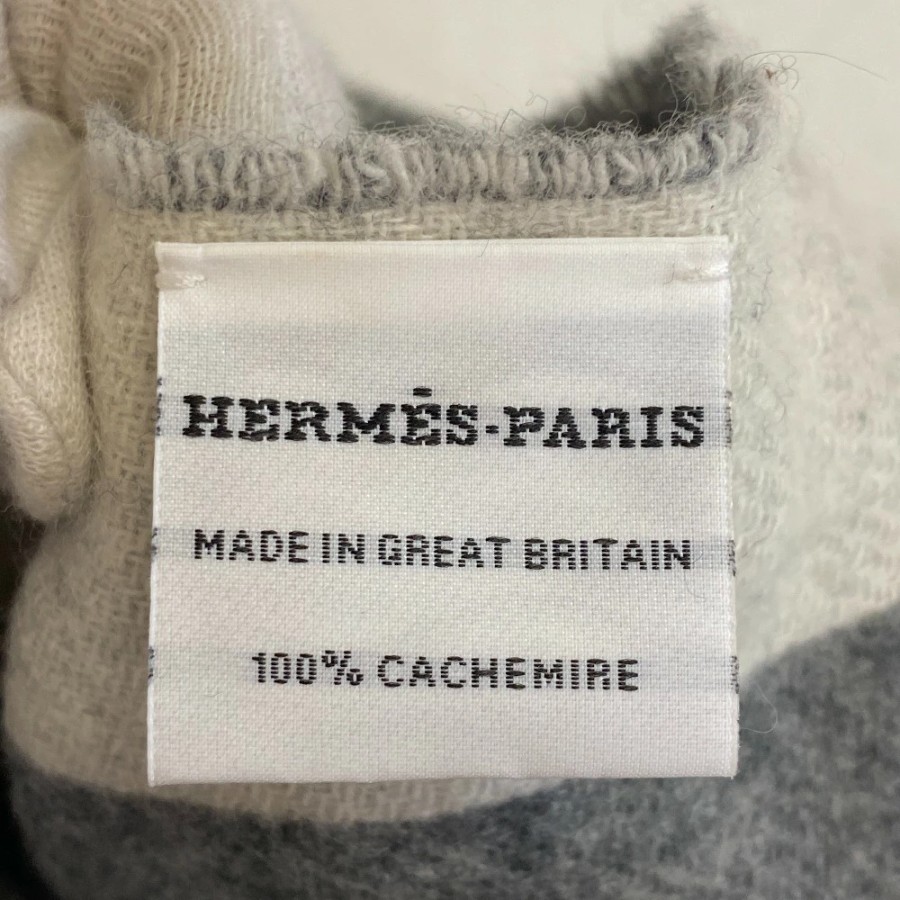 HERMÈS-PARIS
MADE IN GREAT BRITAIN
100% CACHEMIRE